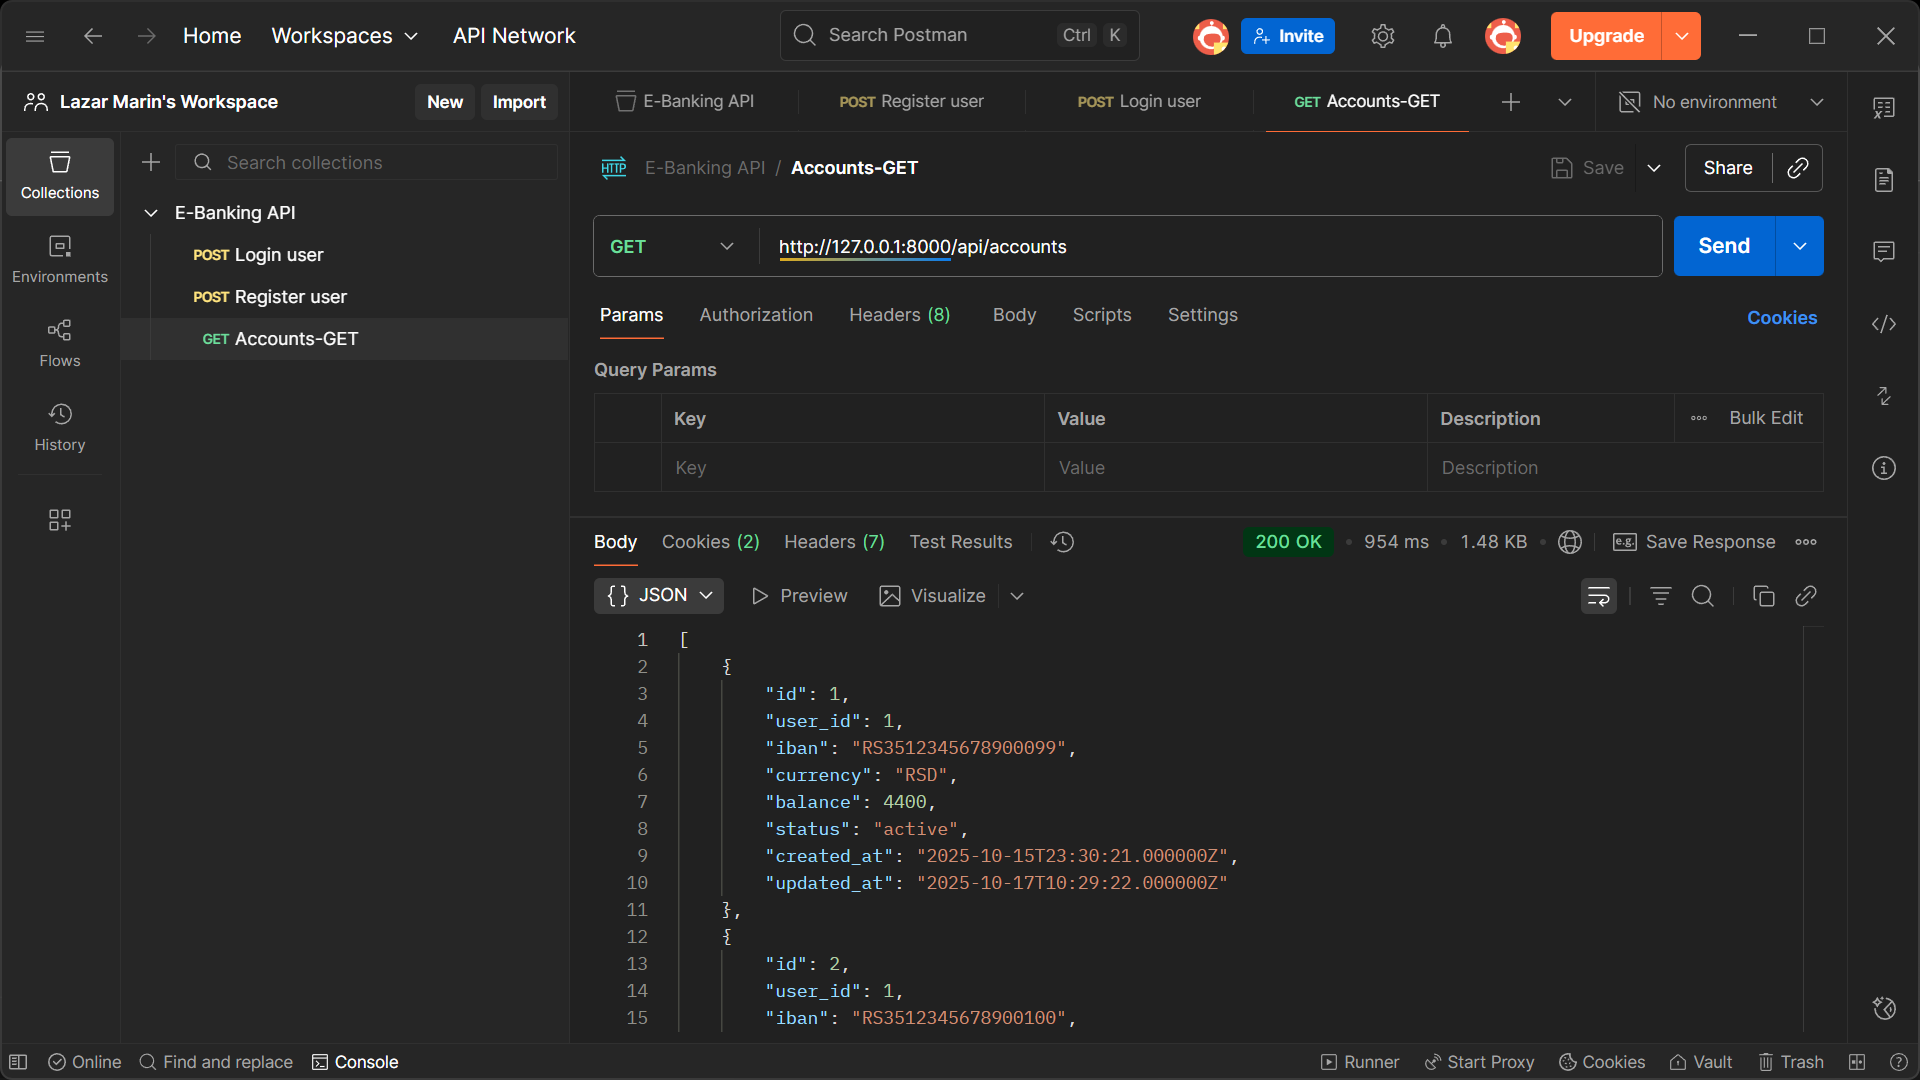 Home Workspaces API Network Search Postman Ctrl K Invite Upgrade
Lazar Marin's Workspace New Import
E-Banking API POST Register user POST Login user GET Accounts-GET No environment
Collections
Environments
Flows
History
Search collections
E-Banking API
POST Login user
POST Register user
GET Accounts-GET
HTTP E-Banking API / Accounts-GET Save Share
GET http://127.0.0.1:8000/api/accounts Send
Params Authorization Headers (8) Body Scripts Settings Cookies
Query Params
Key Value Description Bulk Edit
Key Value Description
Body Cookies (2) Headers (7) Test Results 200 OK • 954 ms • 1.48 KB • e.g. Save Response
{} JSON Preview Visualize
1 [
2 {
3 "id": 1,
4 "user_id": 1,
5 "iban": "RS3512345678900099",
6 "currency": "RSD",
7 "balance": 4400,
8 "status": "active",
9 "created_at": "2025-10-15T23:30:21.000000Z",
10 "updated_at": "2025-10-17T10:29:22.000000Z"
11 },
12 {
13 "id": 2,
14 "user_id": 1,
15 "iban": "RS3512345678900100",
Online Find and replace Console Runner Start Proxy Cookies Vault Trash